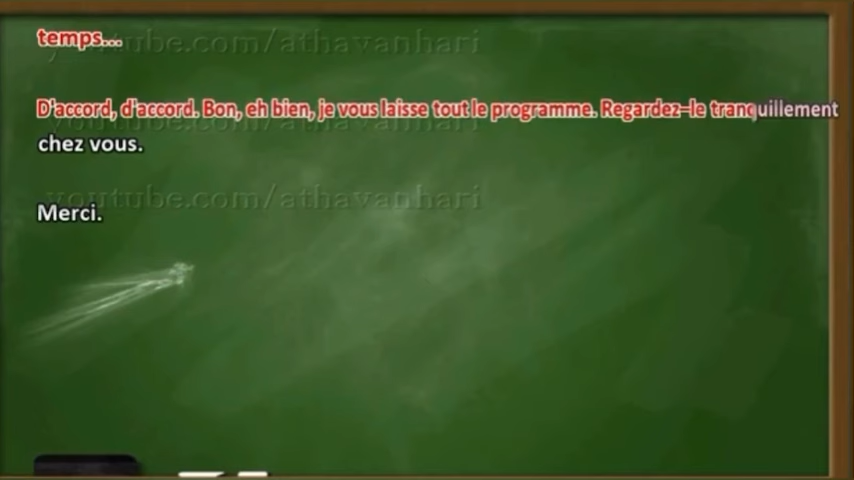 temps...
youtube.com/athavanhari
D'accord, d'accord. Bon, eh bien, je vous laisse tout le programme. Regardez-le tranquillement
youtube.com/athavanhari
chez vous.
youtube.com/athavanhari
Merci.